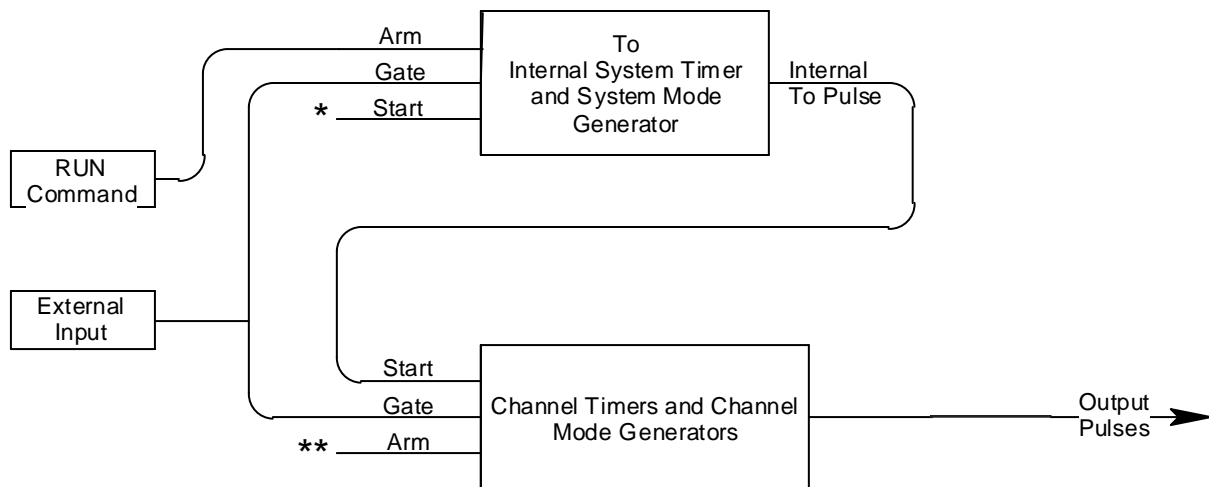 Arm
Gate
* Start
To
Internal System Timer
and System Mode
Generator
Internal
To Pulse
RUN
Command
External
Input
Start
Gate
** Arm
Channel Timers and Channel
Mode Generators
Output
Pulses